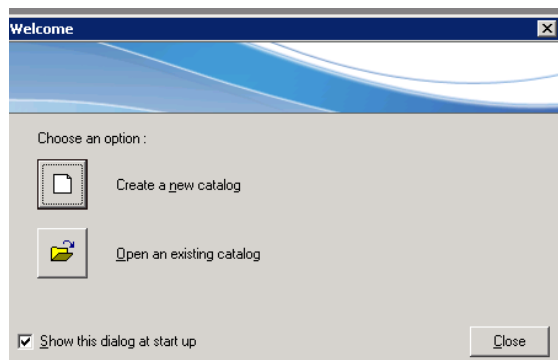 Welcome
Choose an option :
Create a new catalog
Open an existing catalog
Show this dialog at start up
Close